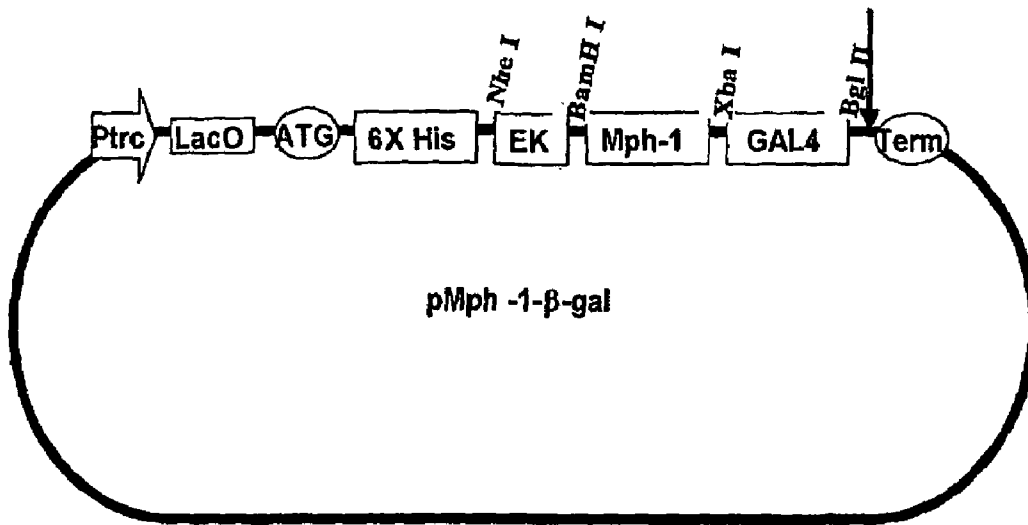 Nhe I
BamH I
Xba I
Bgl II
Ptrc LacO ATG 6X His EK Mph-1 GAL4 Term
pMph -1-β-gal